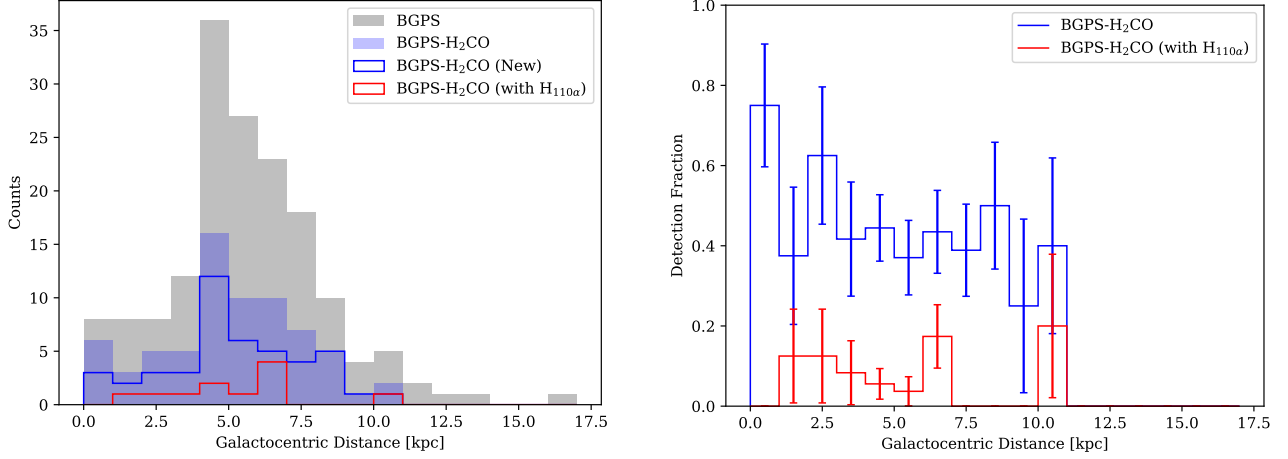 35
30
25
20
15
10
5
0
Counts
BGPS
BGPS-H₂CO
BGPS-H₂CO (New)
BGPS-H₂CO (with H₁₁₀α)
0.0 2.5 5.0 7.5 10.0 12.5 15.0 17.5
Galactocentric Distance [kpc]
1.0
0.8
0.6
0.4
0.2
0.0
Detection Fraction
BGPS-H₂CO
BGPS-H₂CO (with H₁₁₀α)
0.0 2.5 5.0 7.5 10.0 12.5 15.0 17.5
Galactocentric Distance [kpc]